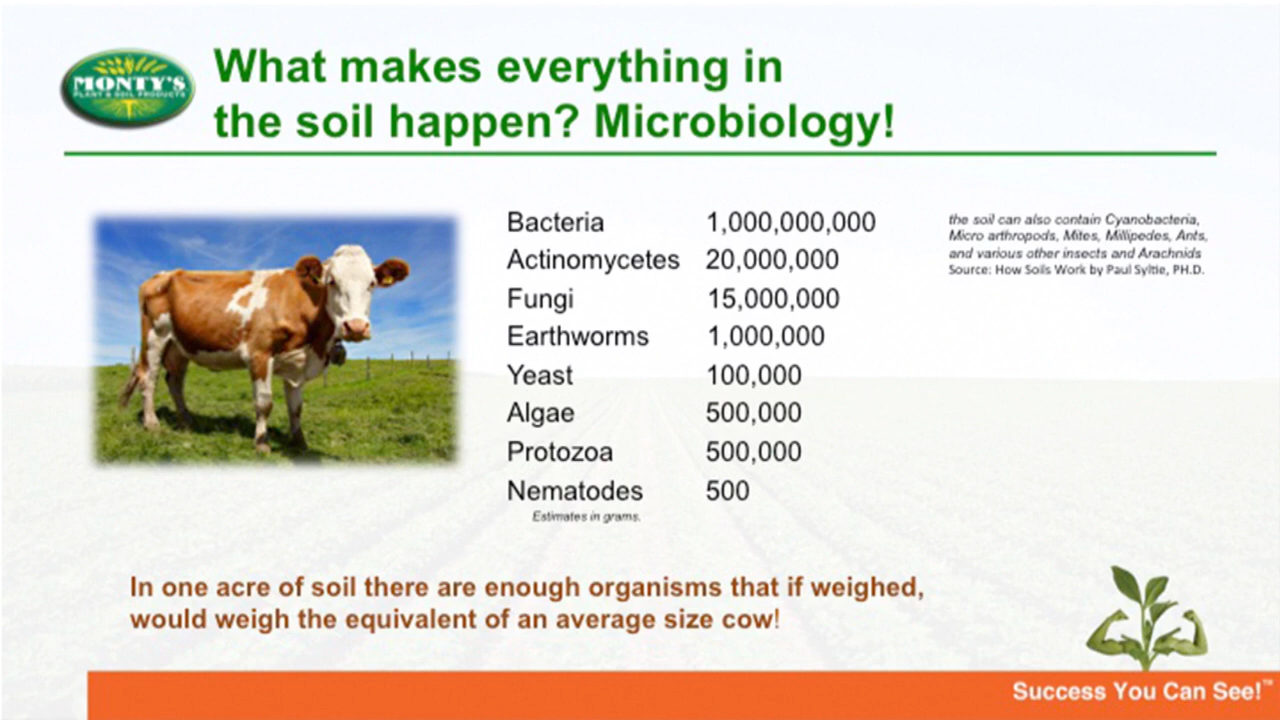 MONTY'S
PLANT & SOIL PRODUCTS
What makes everything in
the soil happen? Microbiology!
Bacteria 1,000,000,000
Actinomycetes 20,000,000
Fungi 15,000,000
Earthworms 1,000,000
Yeast 100,000
Algae 500,000
Protozoa 500,000
Nematodes 500
Estimates in grams.
the soil can also contain Cyanobacteria,
Micro arthropods, Mites, Millipedes, Ants,
and various other insects and Arachnids
Source: How Soils Work by Paul Syltie, PH.D.
In one acre of soil there are enough organisms that if weighed,
would weigh the equivalent of an average size cow!
Success You Can See!™